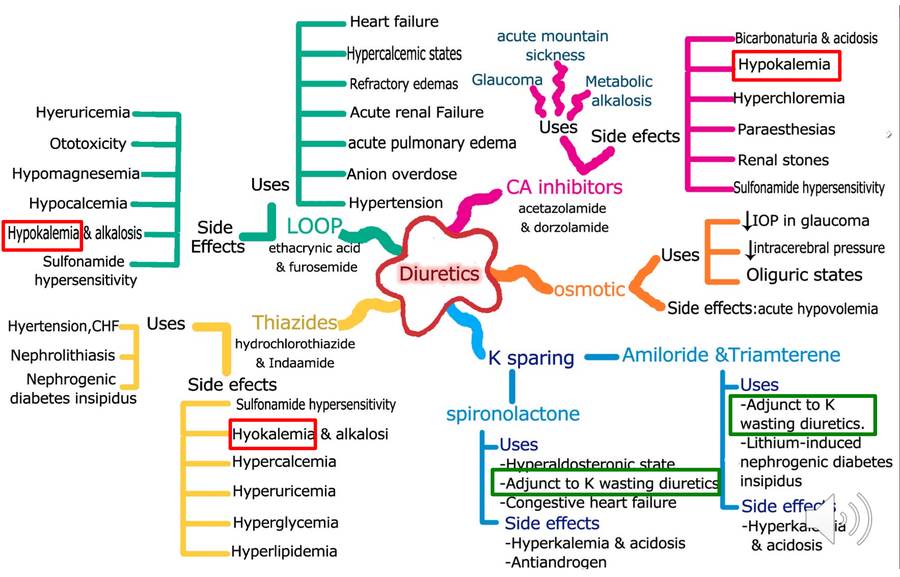 Diuretics
LOOP
ethacrynic acid
& furosemide
Uses
Heart failure
Hypercalcemic states
Refractory edemas
Acute renal Failure
acute pulmonary edema
Anion overdose
Hypertension
Side
Effects
Hyeruricemia
Ototoxicity
Hypomagnesemia
Hypocalcemia
Hypokalemia & alkalosis
Sulfonamide
hypersensitivity
CA inhibitors
acetazolamide
& dorzolamide
Uses
Glaucoma
acute mountain
sickness
Metabolic
alkalosis
Side efects
Bicarbonaturia & acidosis
Hypokalemia
Hyperchloremia
Paraesthesias
Renal stones
Sulfonamide hypersensitivity
osmotic
Uses
↓IOP in glaucoma
↓intracerebral pressure
Oliguric states
Side effects:acute hypovolemia
Thiazides
hydrochlorothiazide
& Indaamide
Uses
Hyertension,CHF
Nephrolithiasis
Nephrogenic
diabetes insipidus
Side efects
Sulfonamide hypersensitivity
Hyokalemia & alkalosi
Hypercalcemia
Hyperuricemia
Hyperglycemia
Hyperlipidemia
K sparing
spironolactone
Uses
-Hyperaldosteronic state
-Adjunct to K wasting diuretics
-Congestive heart failure
Side effects
-Hyperkalemia & acidosis
-Antiandrogen
Amiloride &Triamterene
Uses
-Adjunct to K
wasting diuretics.
-Lithium-induced
nephrogenic diabetes
insipidus
Side effects
-Hyperkalemia
& acidosis